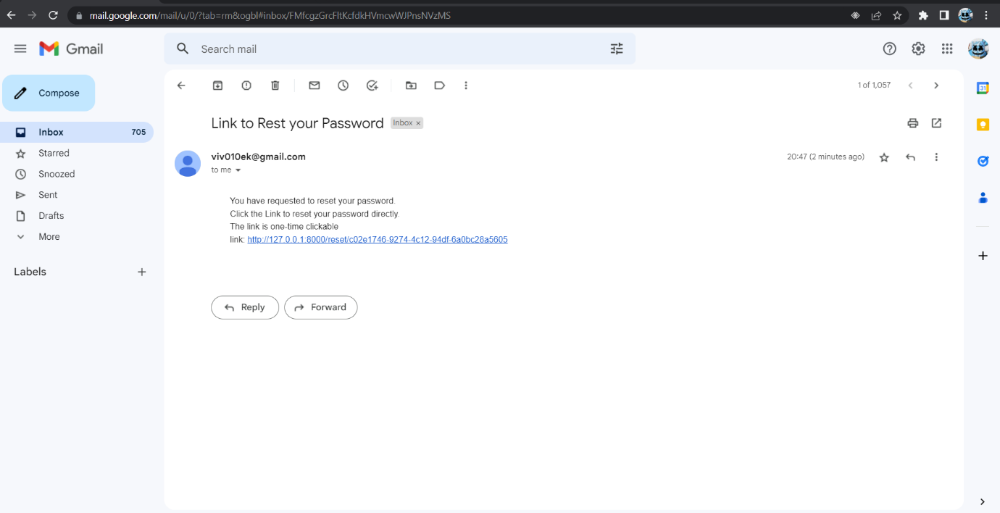 mail.google.com/mail/u/0/?tab=rm&ogbl#inbox/FMfcgzGrcFltKcfdkHVmcwWJPnsNVzMS
Gmail
Search mail
Compose
1 of 1,057
31
Link to Rest your Password
Inbox ×
Inbox 705
Starred
Snoozed
Sent
Drafts
More
Labels
viv010ek@gmail.com
20:47 (2 minutes ago)
to me
You have requested to reset your password.
Click the Link to reset your password directly.
The link is one-time clickable
link: http://127.0.0.1:8000/reset/c02e1746-9274-4c12-94df-6a0bc28a5605
Reply
Forward